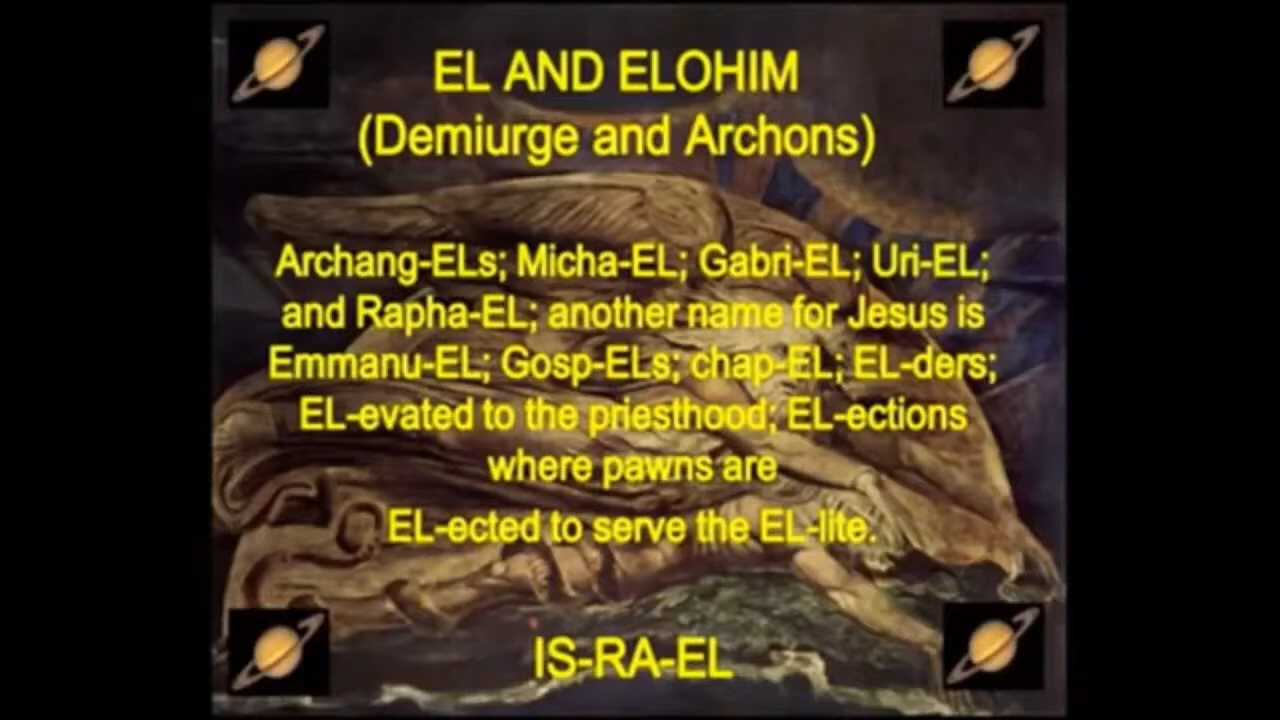 EL AND ELOHIM
(Demiurge and Archons)
Archang-ELs; Micha-EL; Gabri-EL; Uri-EL;
and Rapha-EL; another name for Jesus is
Emmanu-EL; Gosp-ELs; chap-EL; EL-ders;
EL-evated to the priesthood; EL-ections
where pawns are
EL-ected to serve the EL-lite.
IS-RA-EL